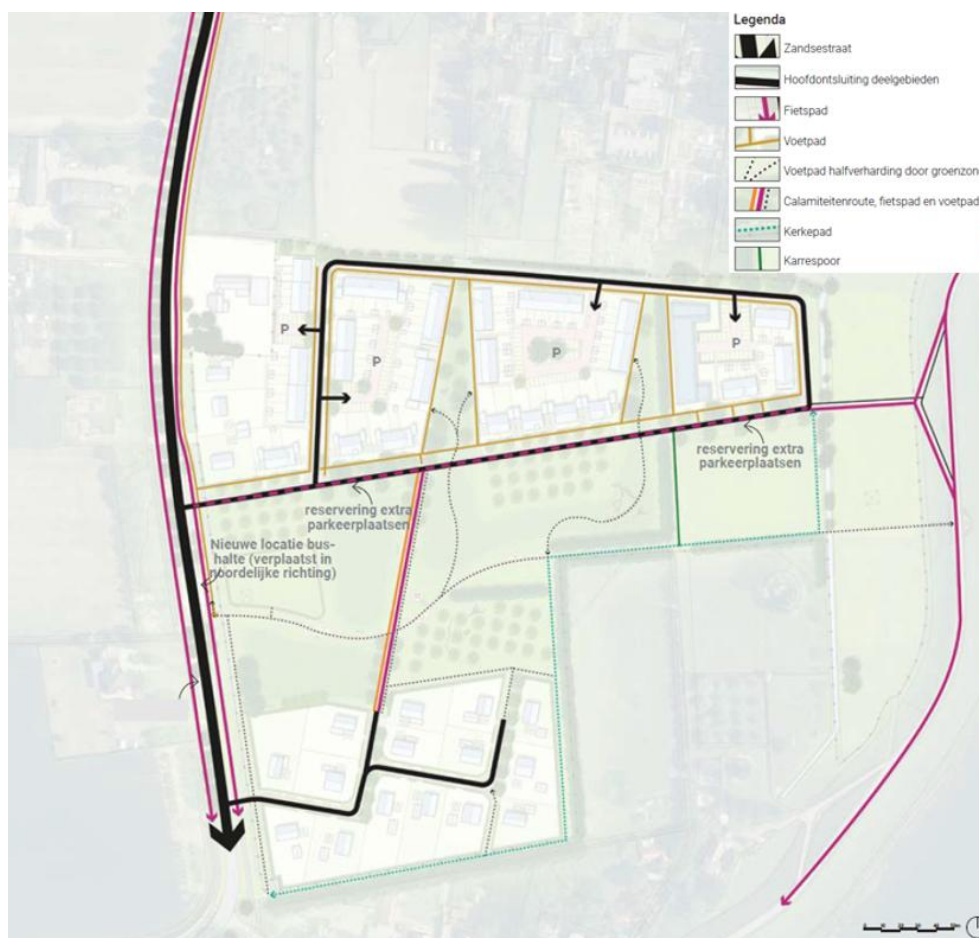 Legenda
Zandsestraat
Hoofdontsluiting deelgebieden
Fietspad
Voetpad
Voetpad halfverharding door groenzon
Calamiteitenroute, fietspad en voetpad
Kerkepad
Karrespoor
P
P
P
P
reservering extra
parkeerplaatsen
reservering extra
parkeerplaatsen
Nieuwe locatie bus-
halte (verplaatst in
noordelijke richting)